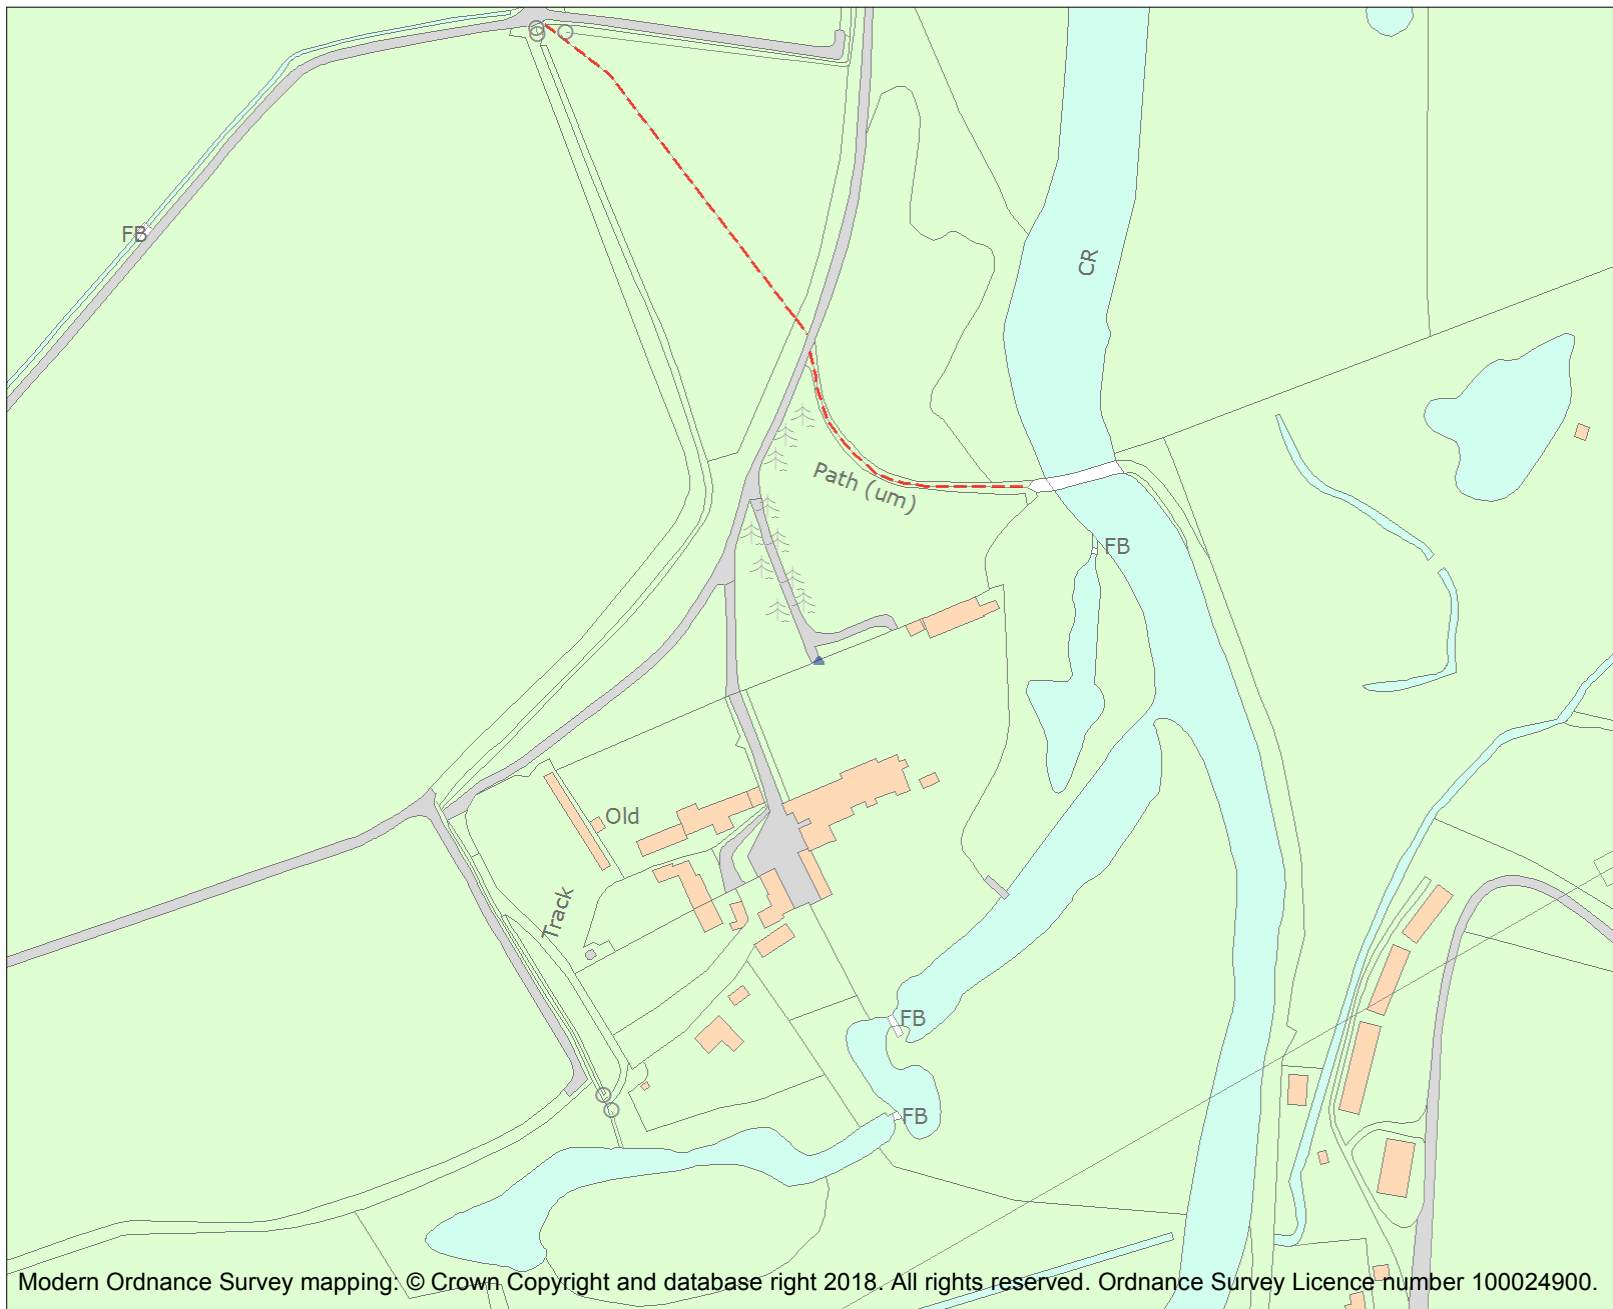 FB
CR
Path (um)
FB
Old
Track
FB
FB
Modern Ordnance Survey mapping: © Crown Copyright and database right 2018. All rights reserved. Ordnance Survey Licence number 100024900.